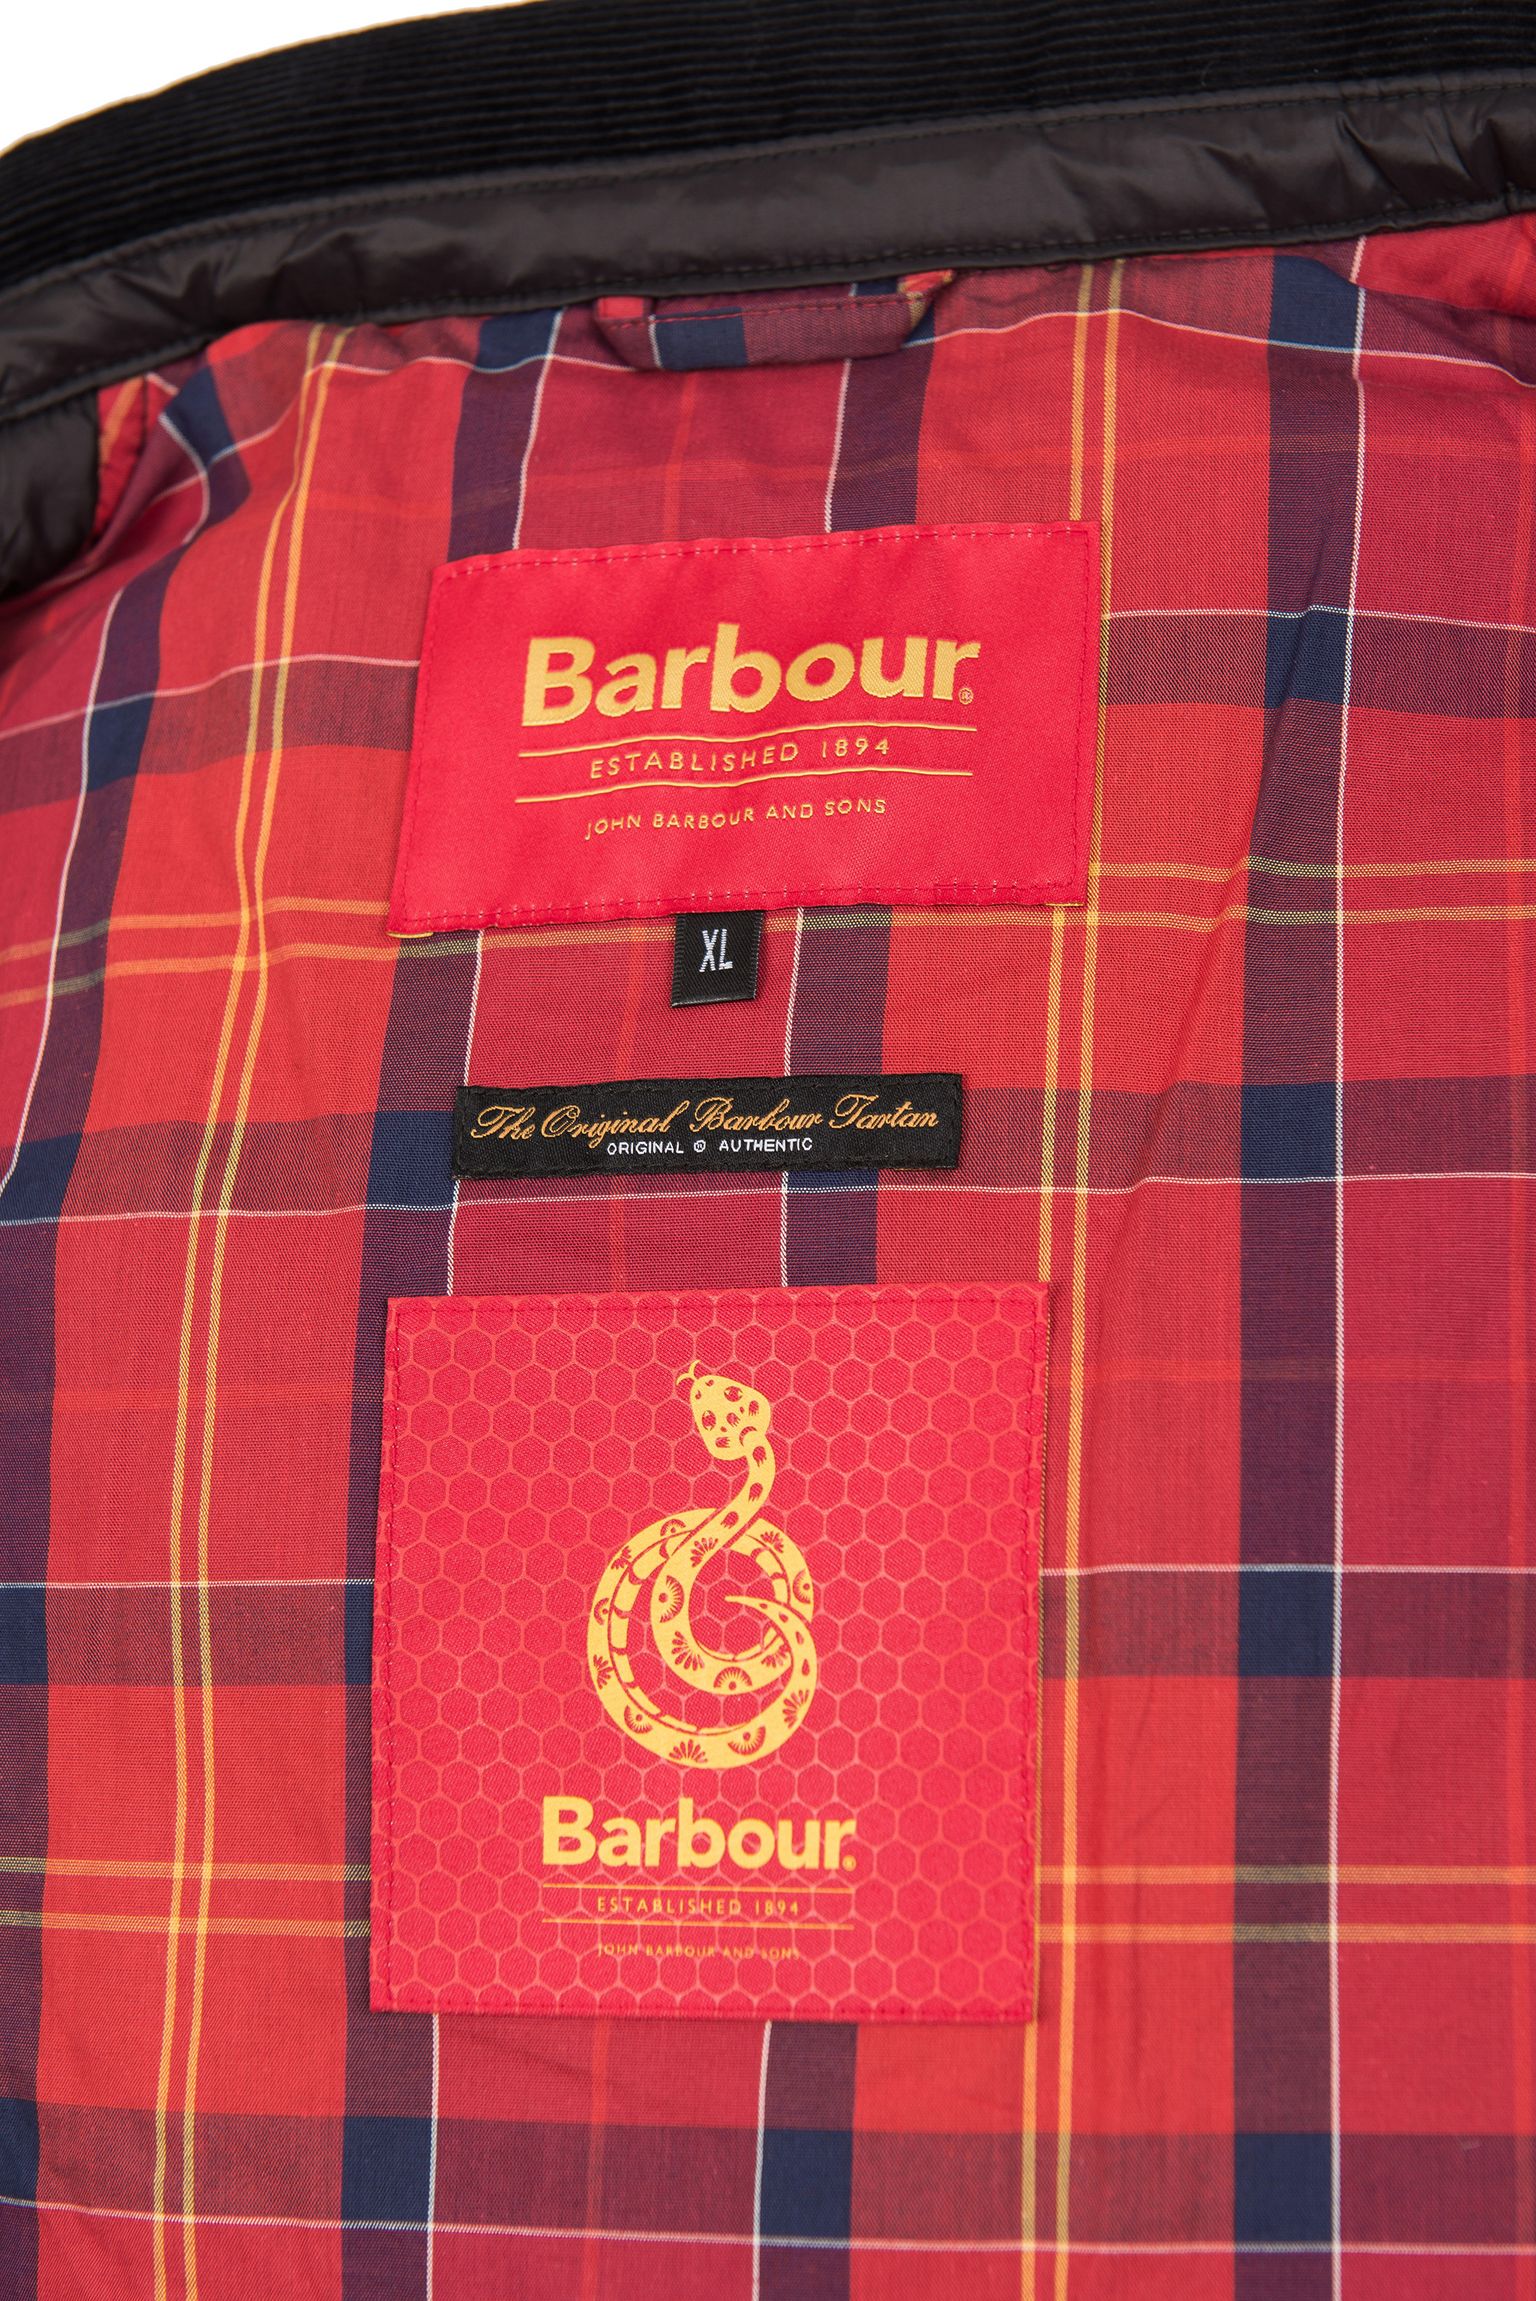 Barbour®
ESTABLISHED 1894
JOHN BARBOUR AND SONS
XL
The Original Barbour Tartan
ORIGINAL ® AUTHENTIC
Barbour®
ESTABLISHED 1894
JOHN BARBOUR AND SONS